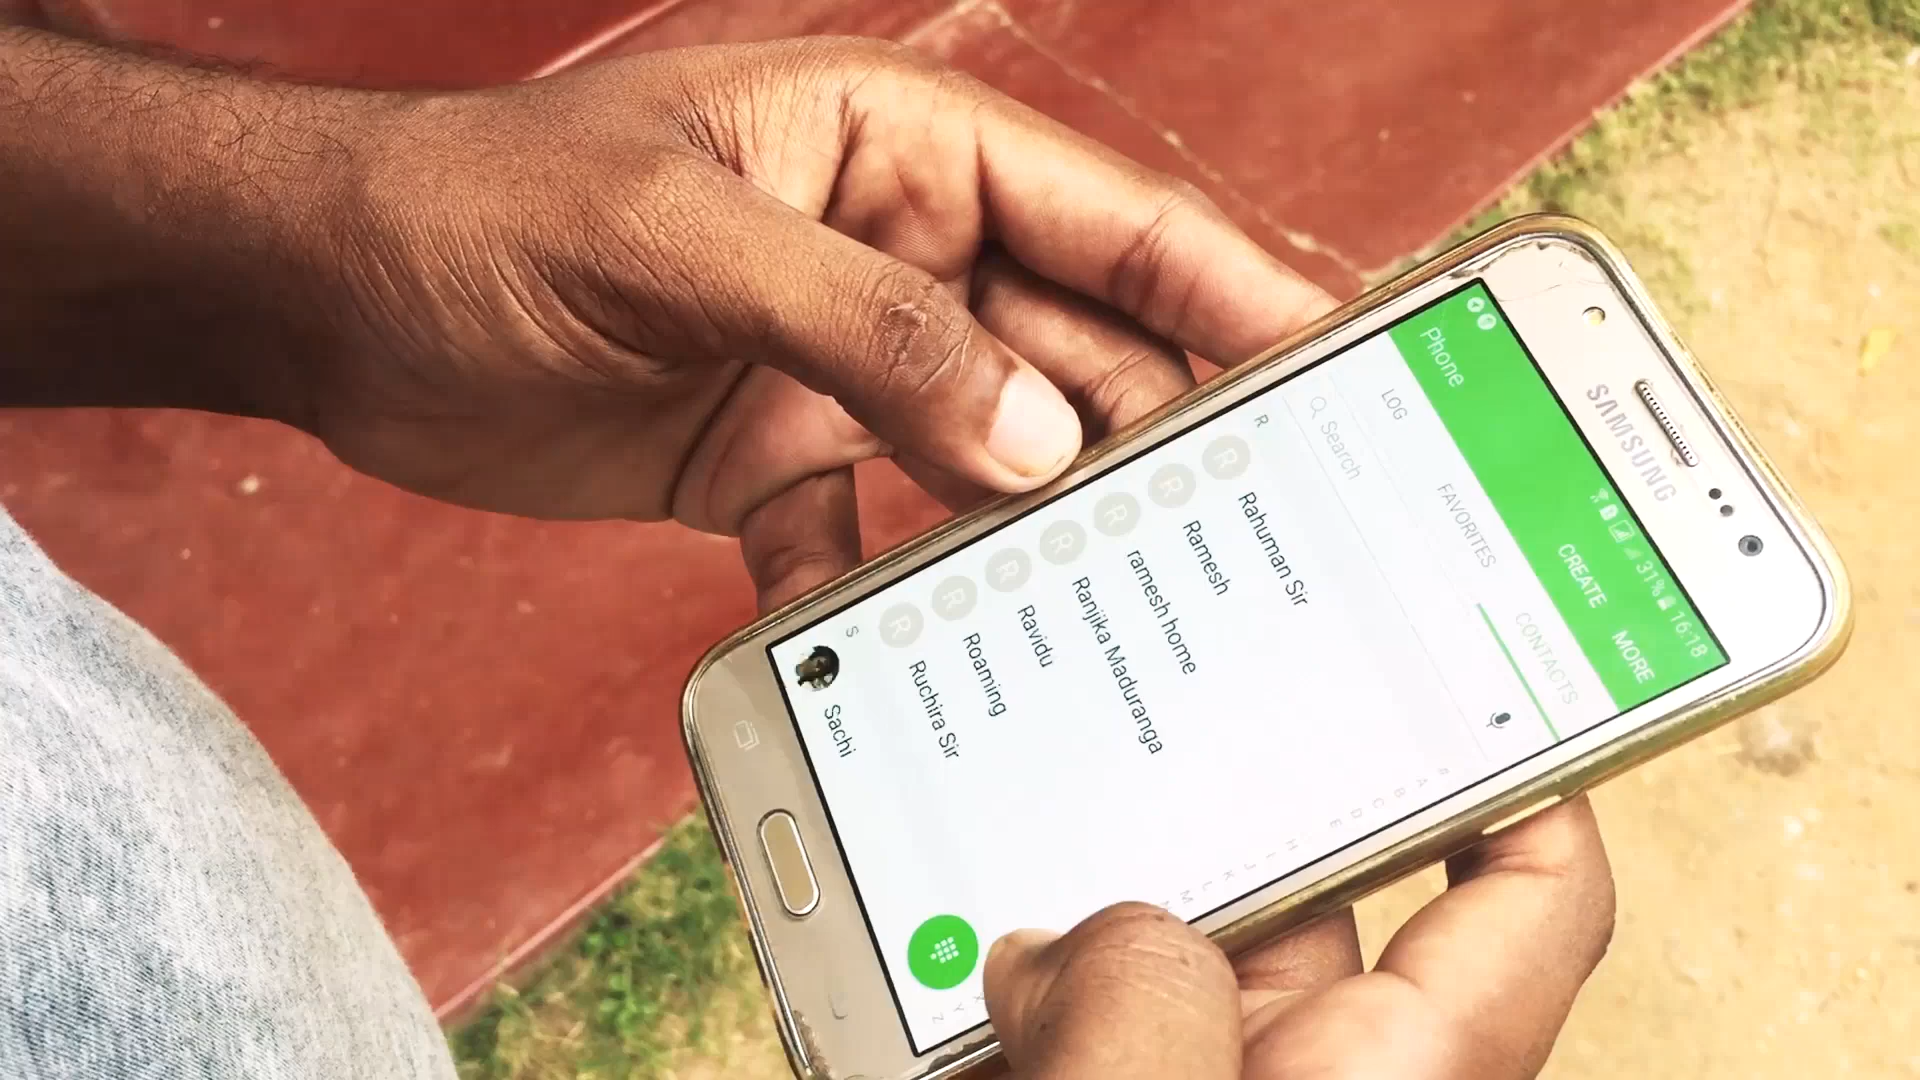 SAMSUNG
31% 16:18
Phone
CREATE
MORE
LOG
FAVORITES
CONTACTS
Search
R
R
Rahuman Sir
R
Ramesh
R
ramesh home
R
Ranjika Maduranga
R
Ravidu
R
Roaming
R
Ruchira Sir
S
Sachi
#
A
B
C
D
E
H
I
J
K
L
M
N
X
Y
Z